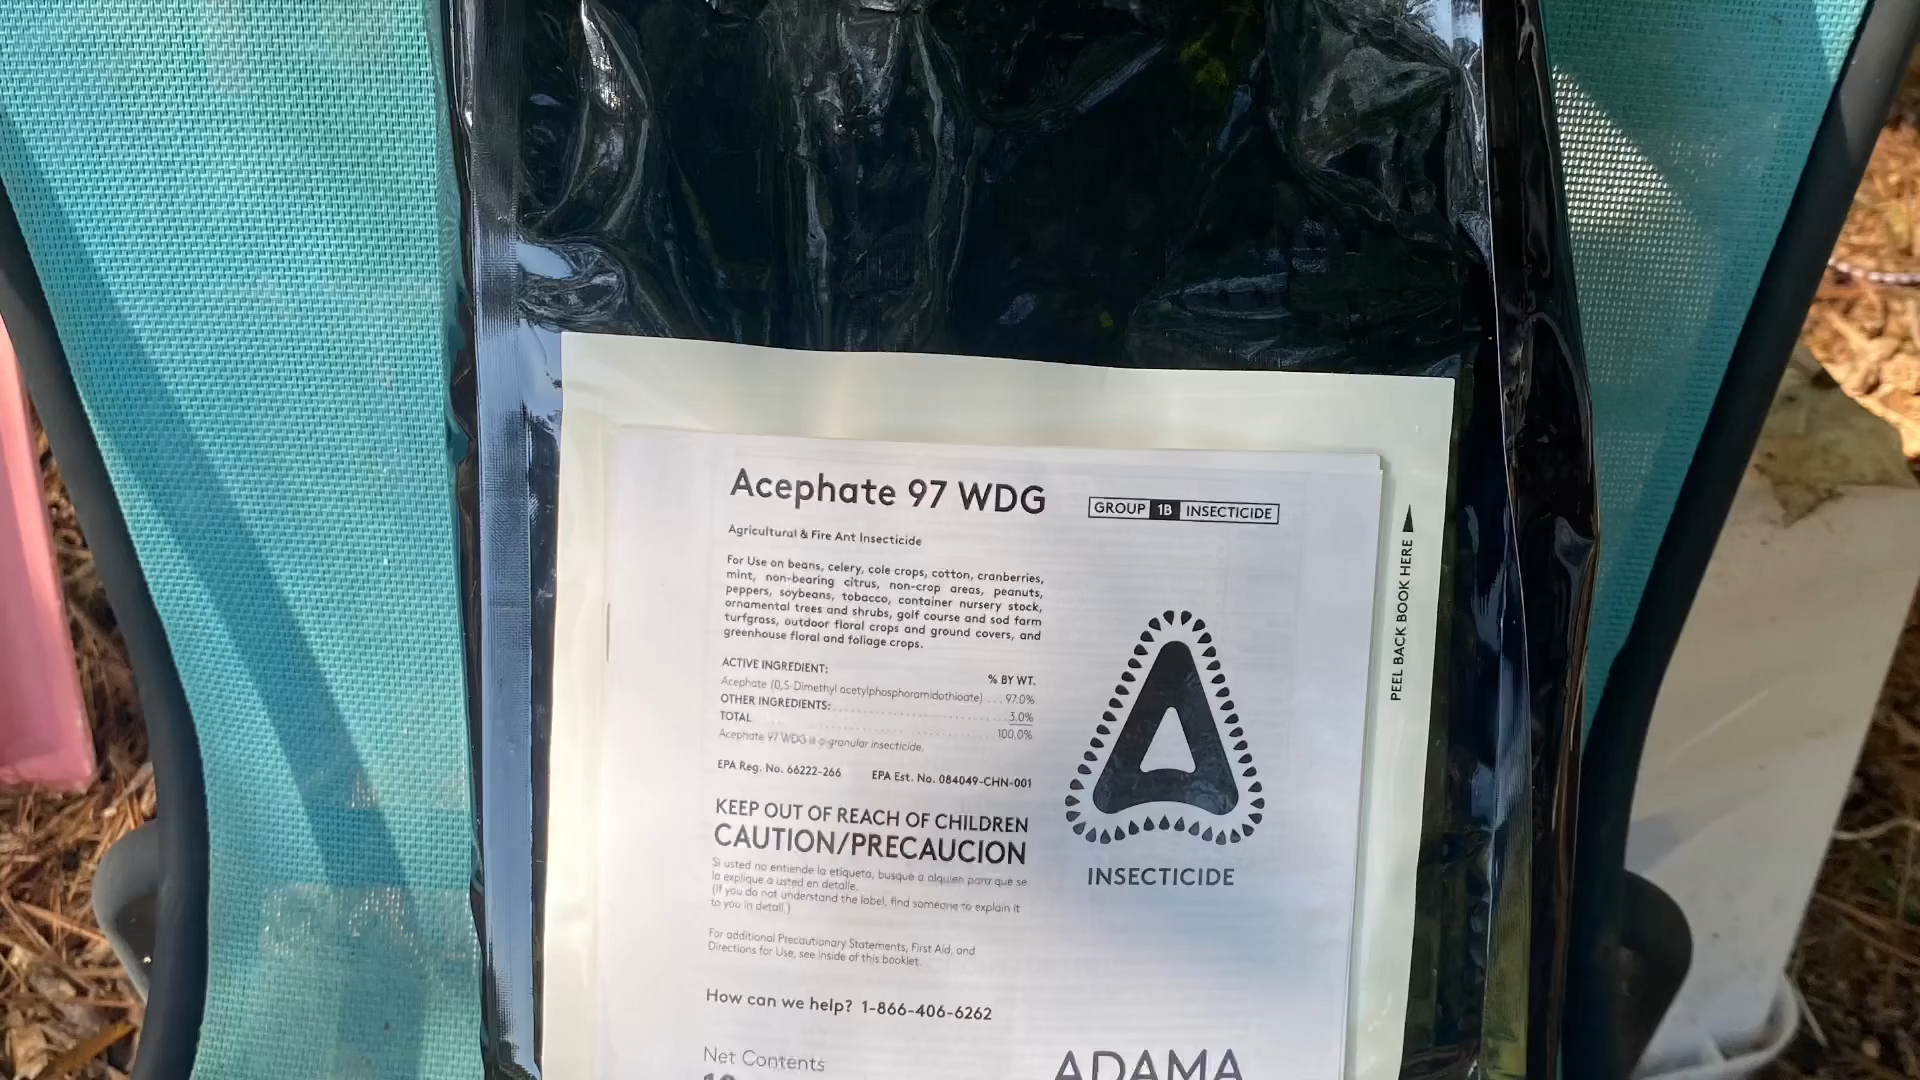 Acephate 97 WDG
GROUP 1B INSECTICIDE
Agricultural & Fire Ant Insecticide
For Use on beans, celery, cole crops, cotton, cranberries,
mint, non-bearing citrus, non-crop areas, peanuts,
peppers, soybeans, tobacco, container nursery stock,
ornamental trees and shrubs, golf course and sod farm
turfgrass, outdoor floral crops and ground covers, and
greenhouse floral and foliage crops.
ACTIVE INGREDIENT: % BY WT.
Acephate (O,S-Dimethyl acetylphosphoramidothioate) ... 97.0%
OTHER INGREDIENTS: 3.0%
TOTAL 100.0%
Acephate 97 WDG is a granular insecticide.
EPA Reg. No. 66222-266 EPA Est. No. 084049-CHN-001
KEEP OUT OF REACH OF CHILDREN
CAUTION/PRECAUCION
Si usted no entiende la etiqueta, busque a alguien para que se
la explique a usted en detalle.
(If you do not understand the label, find someone to explain it
to you in detail.)
For additional Precautionary Statements, First Aid, and
Directions for Use, see inside of this booklet.
How can we help? 1-866-406-6262
Net Contents
INSECTICIDE
ADAMA
PEEL BACK BOOK HERE